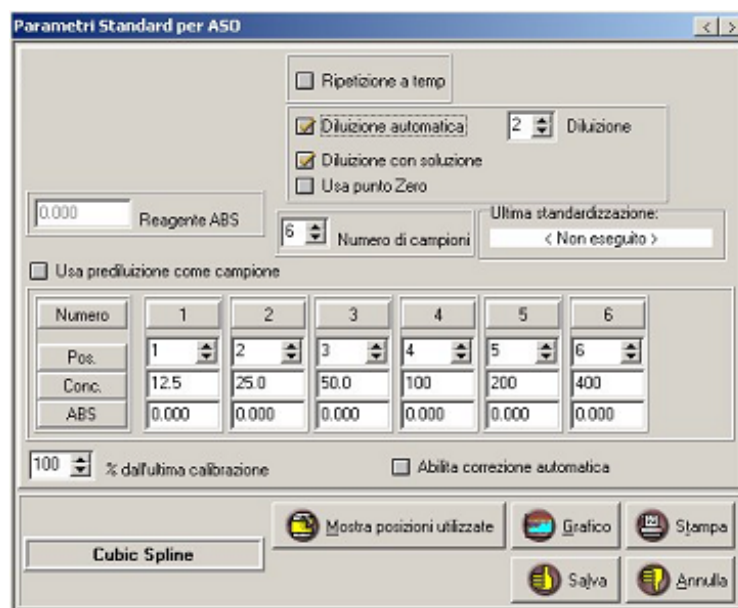 Parametri Standard per ASO
Ripetizione a temp
Diluizione automatica 2 Diluizione
Diluizione con soluzione
Usa punto Zero
0.000 Reagente ABS
6 Numero di campioni
Ultima standardizzazione:
< Non eseguito >
Usa prediluizione come campione
Numero 1 2 3 4 5 6
Pos. 1 2 3 4 5 6
Conc. 12.5 25.0 50.0 100 200 400
ABS 0.000 0.000 0.000 0.000 0.000 0.000
100 % dall'ultima calibrazione
Abilita correzione automatica
Mostra posizioni utilizzate
Grafico
Stampa
Cubic Spline
Salva
Annulla